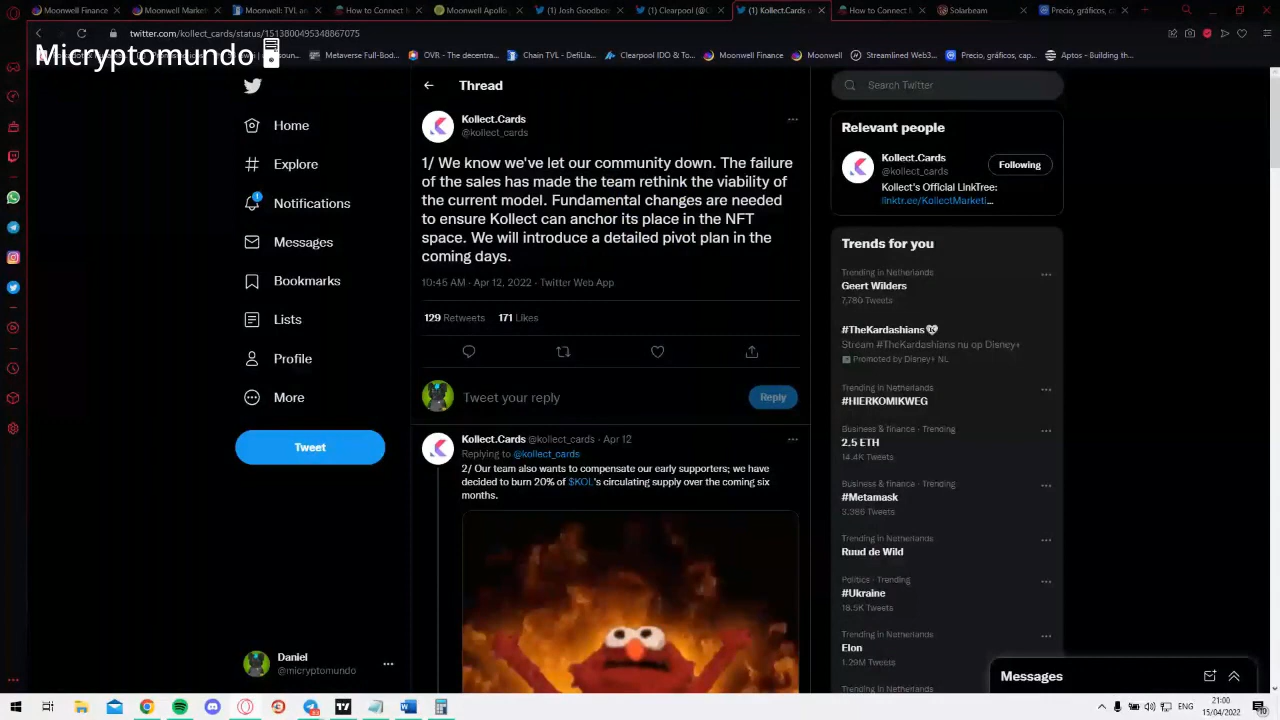 Moonwell Finance
Moonwell Market
Moonwell: TVL an
How to Connect M
Moonwell Apollo
(1) Josh Goodbo
(1) Clearpool (@C
(1) Kollect.Cards
How to Connect M
Solarbeam
Precio, gráficos, c
twitter.com/kollect_cards/status/1513800495348867075
Micryptomundo
Metaverse Full-Bod...
OVR - The decentra...
Chain TVL - DefiLla...
Clearpool IDO & To...
Moonwell Finance
Moonwell
Streamlined Web3...
Precio, gráficos, cap...
Aptos - Building th...
Home
Explore
1
Notifications
Messages
Bookmarks
Lists
Profile
More
Tweet
Daniel
@micryptomundo
Thread
Kollect.Cards
@kollect_cards
1/ We know we've let our community down. The failure
of the sales has made the team rethink the viability of
the current model. Fundamental changes are needed
to ensure Kollect can anchor its place in the NFT
space. We will introduce a detailed pivot plan in the
coming days.
10:45 AM · Apr 12, 2022 · Twitter Web App
129 Retweets 171 Likes
Tweet your reply
Reply
Kollect.Cards @kollect_cards · Apr 12
Replying to @kollect_cards
2/ Our team also wants to compensate our early supporters; we have
decided to burn 20% of $KOL's circulating supply over the coming six
months.
Search Twitter
Relevant people
Kollect.Cards
@kollect_cards
Following
Kollect's Official LinkTree:
linktr.ee/KollectMarketi...
Trends for you
Trending in Netherlands
Geert Wilders
7,780 Tweets
#TheKardashians
Stream #TheKardashians nu op Disney+
Promoted by Disney+ NL
Trending in Netherlands
#HIERKOMIKWEG
Business & finance · Trending
2.5 ETH
14.4K Tweets
Business & finance · Trending
#Metamask
3,386 Tweets
Trending in Netherlands
Ruud de Wild
Politics · Trending
#Ukraine
18.5K Tweets
Trending in Netherlands
Elon
1.29M Tweets
Trending in Netherlands
Messages
ENG
21:00
15/04/2022